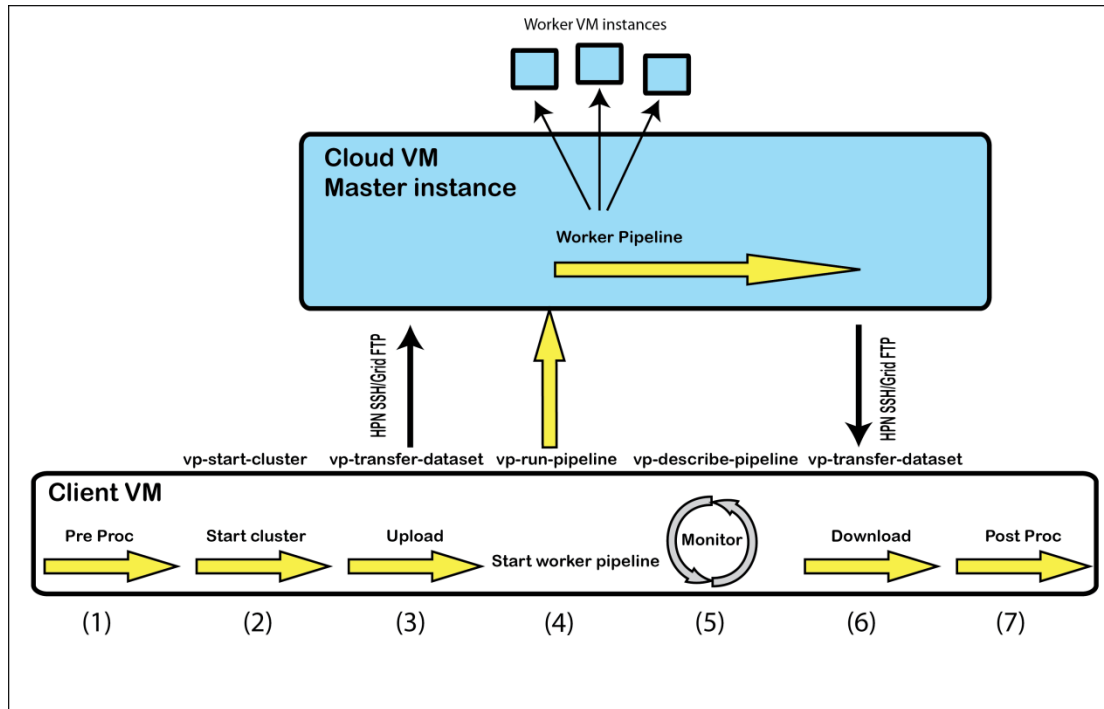 Worker VM instances
Cloud VM
Master instance
Worker Pipeline
HPN SSH/Grid FTP
HPN SSH/Grid FTP
vp-start-cluster
vp-transfer-dataset
vp-run-pipeline
vp-describe-pipeline
vp-transfer-dataset
Client VM
Pre Proc
Start cluster
Upload
Start worker pipeline
Monitor
Download
Post Proc
(1)
(2)
(3)
(4)
(5)
(6)
(7)